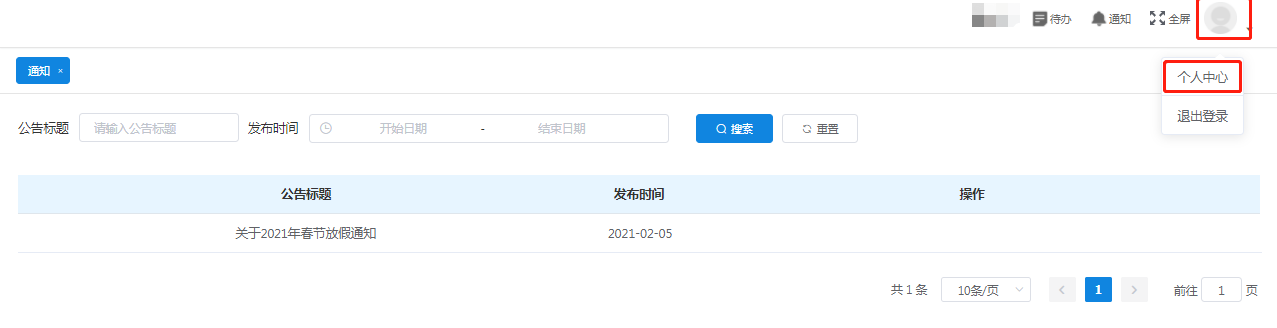 待办 通知 全屏
通知 ×
个人中心
退出登录
公告标题 请输入公告标题 发布时间 开始日期 - 结束日期 搜索 重置
公告标题 发布时间 操作
关于2021年春节放假通知 2021-02-05
共 1 条 10条/页 1 前往 1 页